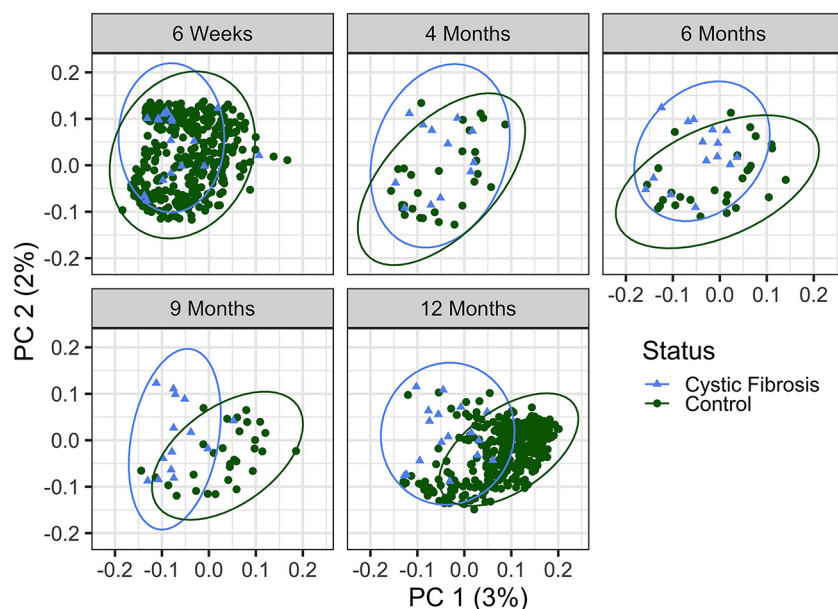 6 Weeks
4 Months
6 Months
0.2
0.1
0.0
-0.1
-0.2
-0.2 -0.1 0.0 0.1 0.2
9 Months
12 Months
0.2
0.1
0.0
-0.1
-0.2
-0.2 -0.1 0.0 0.1 0.2
-0.2 -0.1 0.0 0.1 0.2
PC 2 (2%)
PC 1 (3%)
Status
Cystic Fibrosis
Control